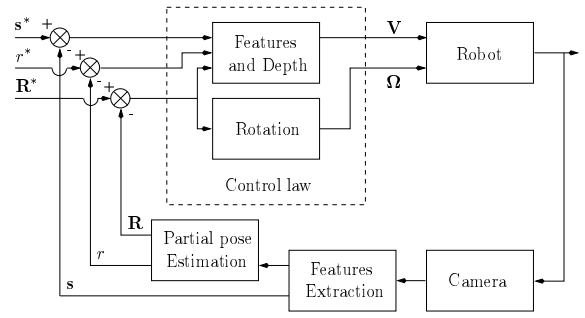 s* + - Features and Depth V Robot
r* + -
R* + - Ω
Rotation
Control law
R Partial pose Estimation
r
s Features Extraction Camera